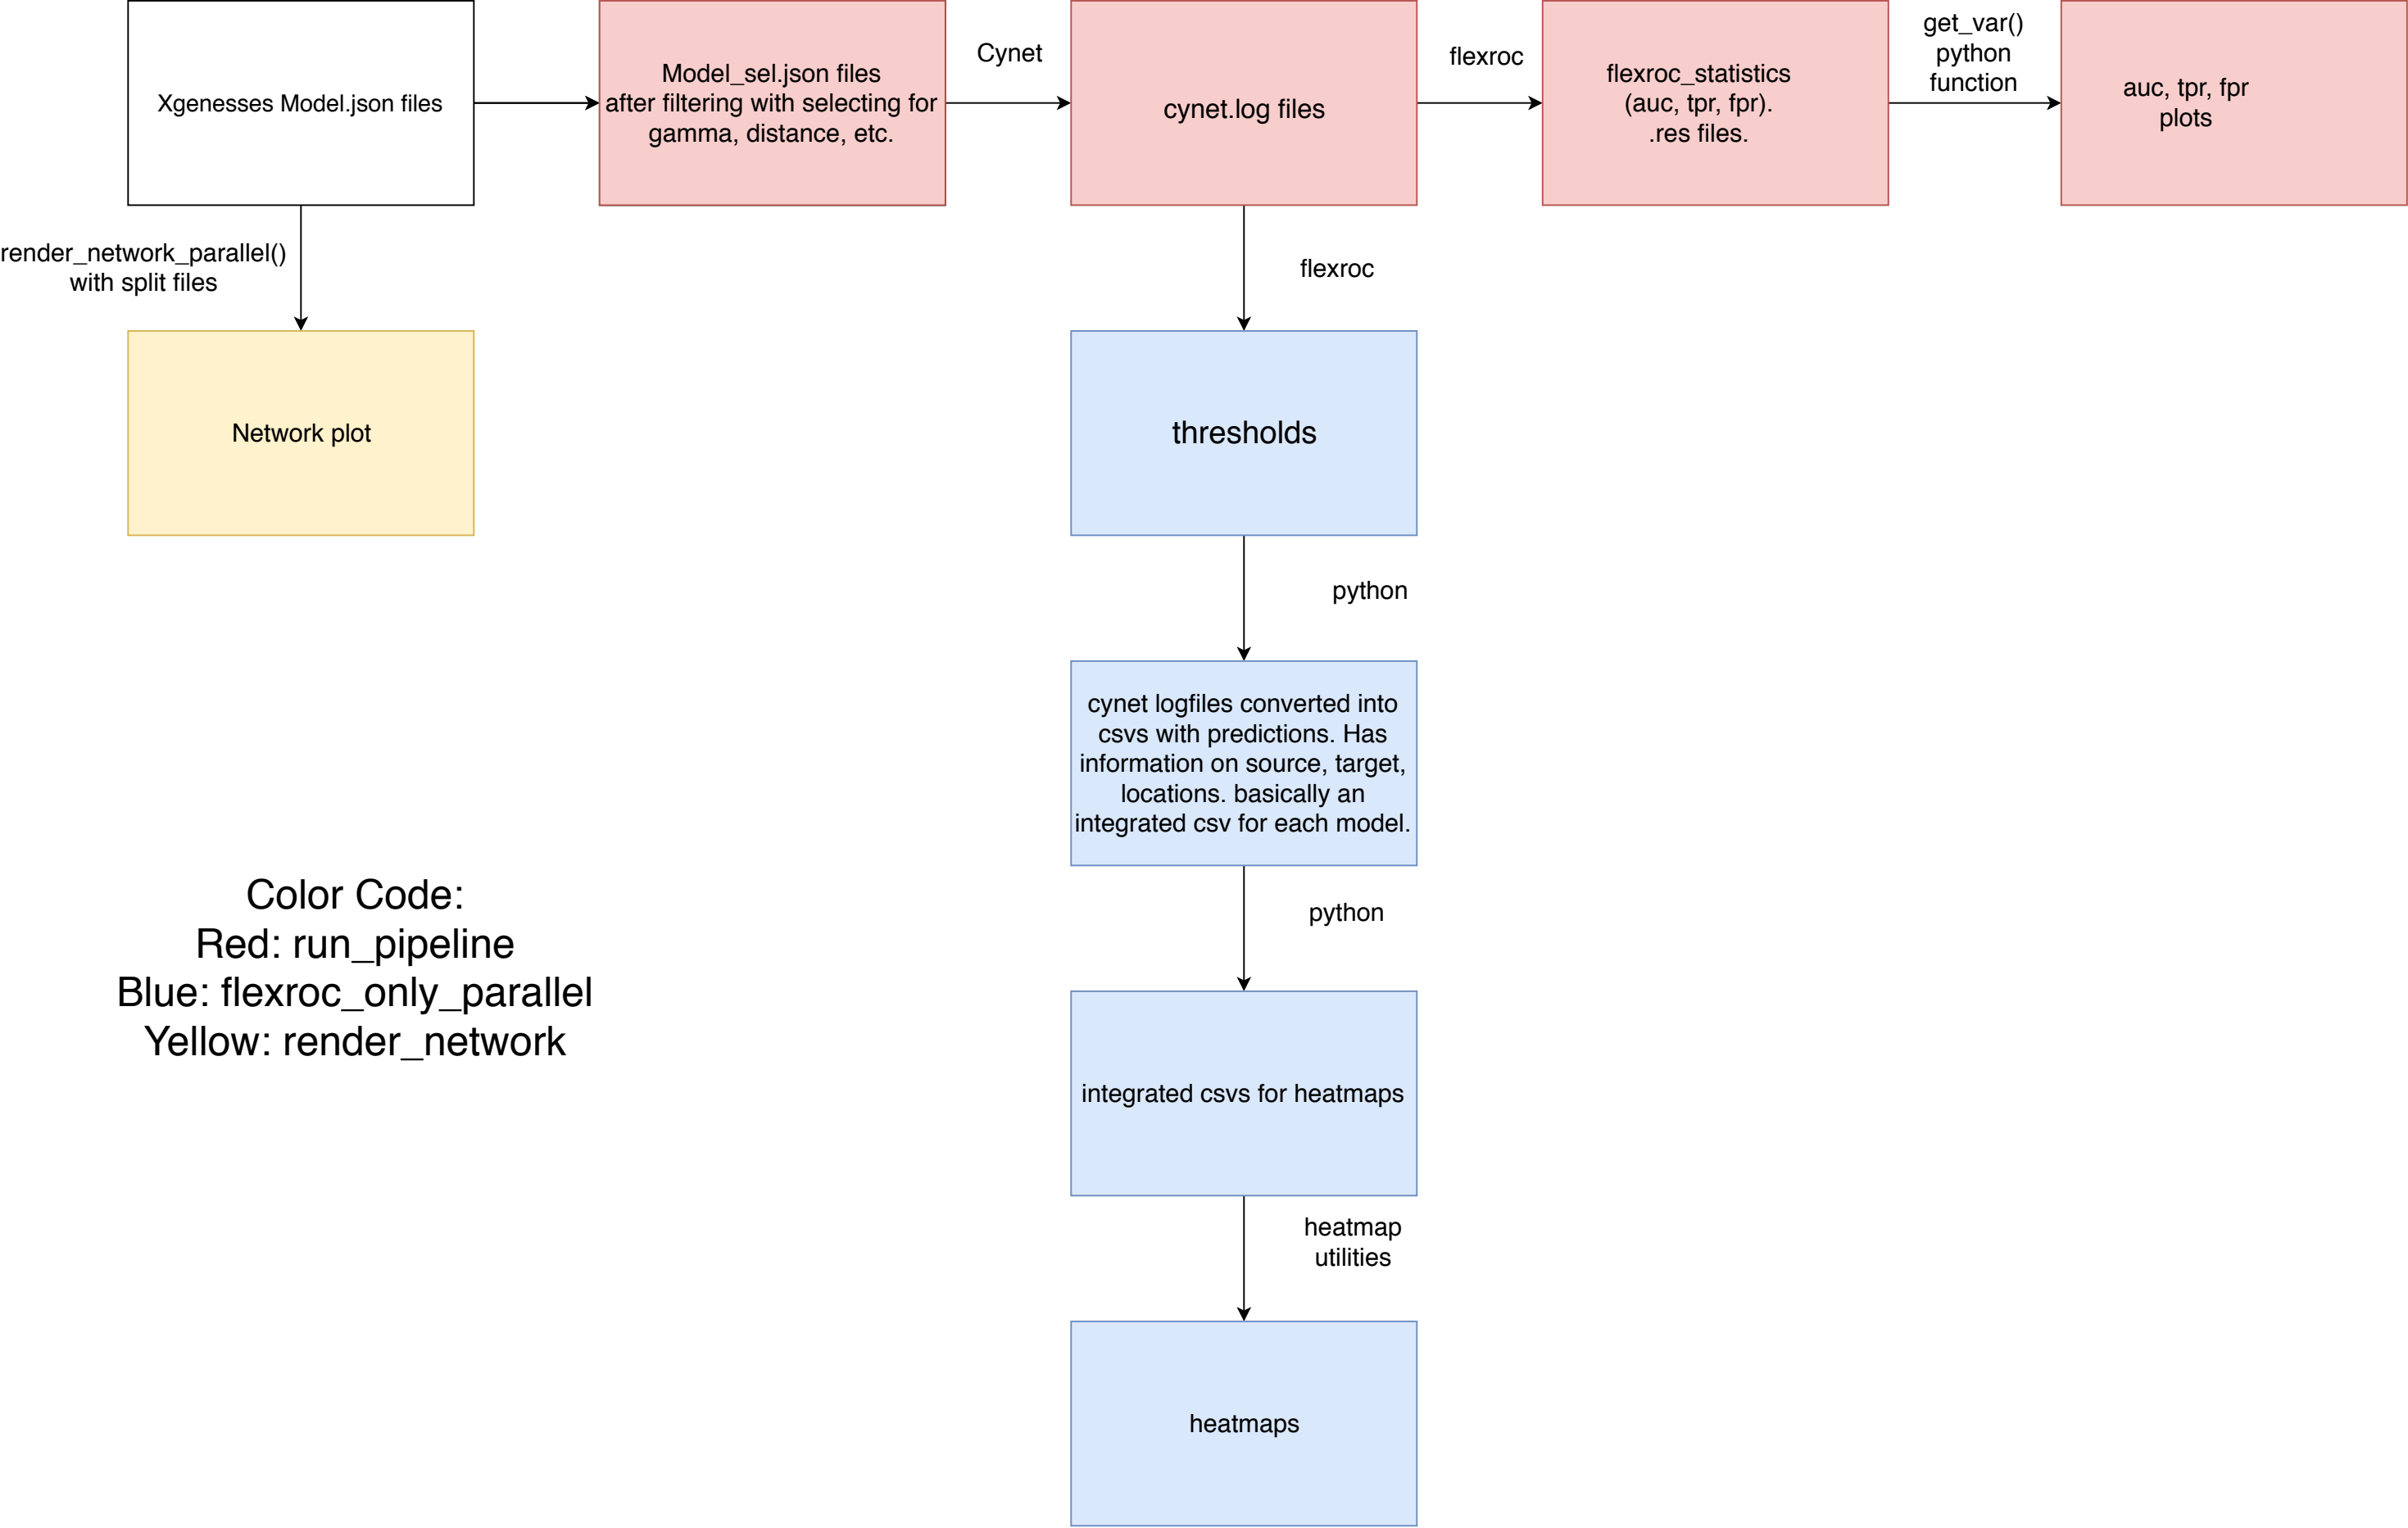 Xgenesses Model.json files
Model_sel.json files
after filtering with selecting for
gamma, distance, etc.
Cynet
cynet.log files
flexroc
flexroc_statistics
(auc, tpr, fpr).
.res files.
get_var()
python
function
auc, tpr, fpr
plots
render_network_parallel()
with split files
flexroc
Network plot
thresholds
python
cynet logfiles converted into
csvs with predictions. Has
information on source, target,
locations. basically an
integrated csv for each model.
python
Color Code:
Red: run_pipeline
Blue: flexroc_only_parallel
Yellow: render_network
integrated csvs for heatmaps
heatmap
utilities
heatmaps